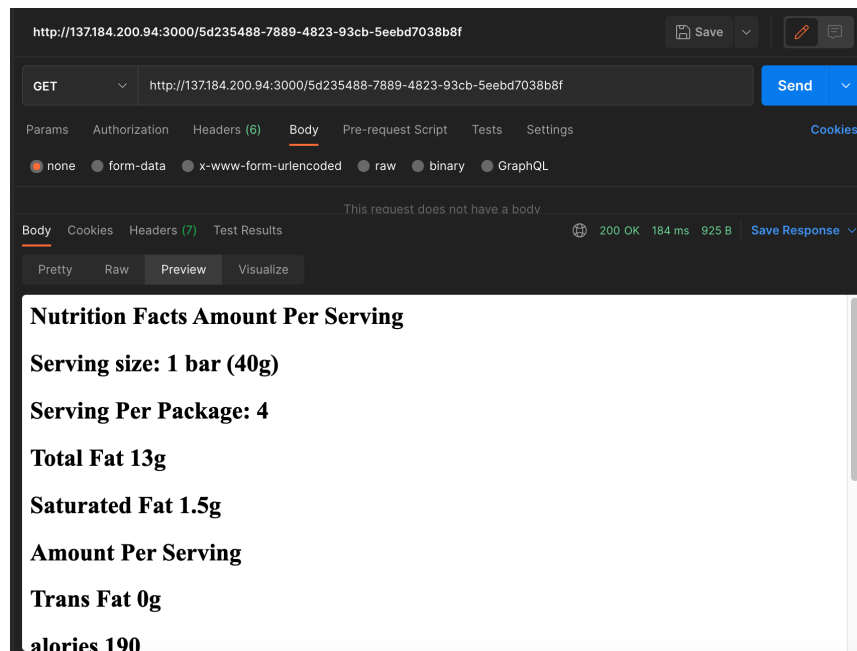 http://137.184.200.94:3000/5d235488-7889-4823-93cb-5eebd7038b8f
Save
GET
http://137.184.200.94:3000/5d235488-7889-4823-93cb-5eebd7038b8f
Send
Params Authorization Headers (6) Body Pre-request Script Tests Settings Cookies
none form-data x-www-form-urlencoded raw binary GraphQL
This request does not have a body
Body Cookies Headers (7) Test Results 200 OK 184 ms 925 B Save Response
Pretty Raw Preview Visualize
Nutrition Facts Amount Per Serving
Serving size: 1 bar (40g)
Serving Per Package: 4
Total Fat 13g
Saturated Fat 1.5g
Amount Per Serving
Trans Fat 0g
alories 190